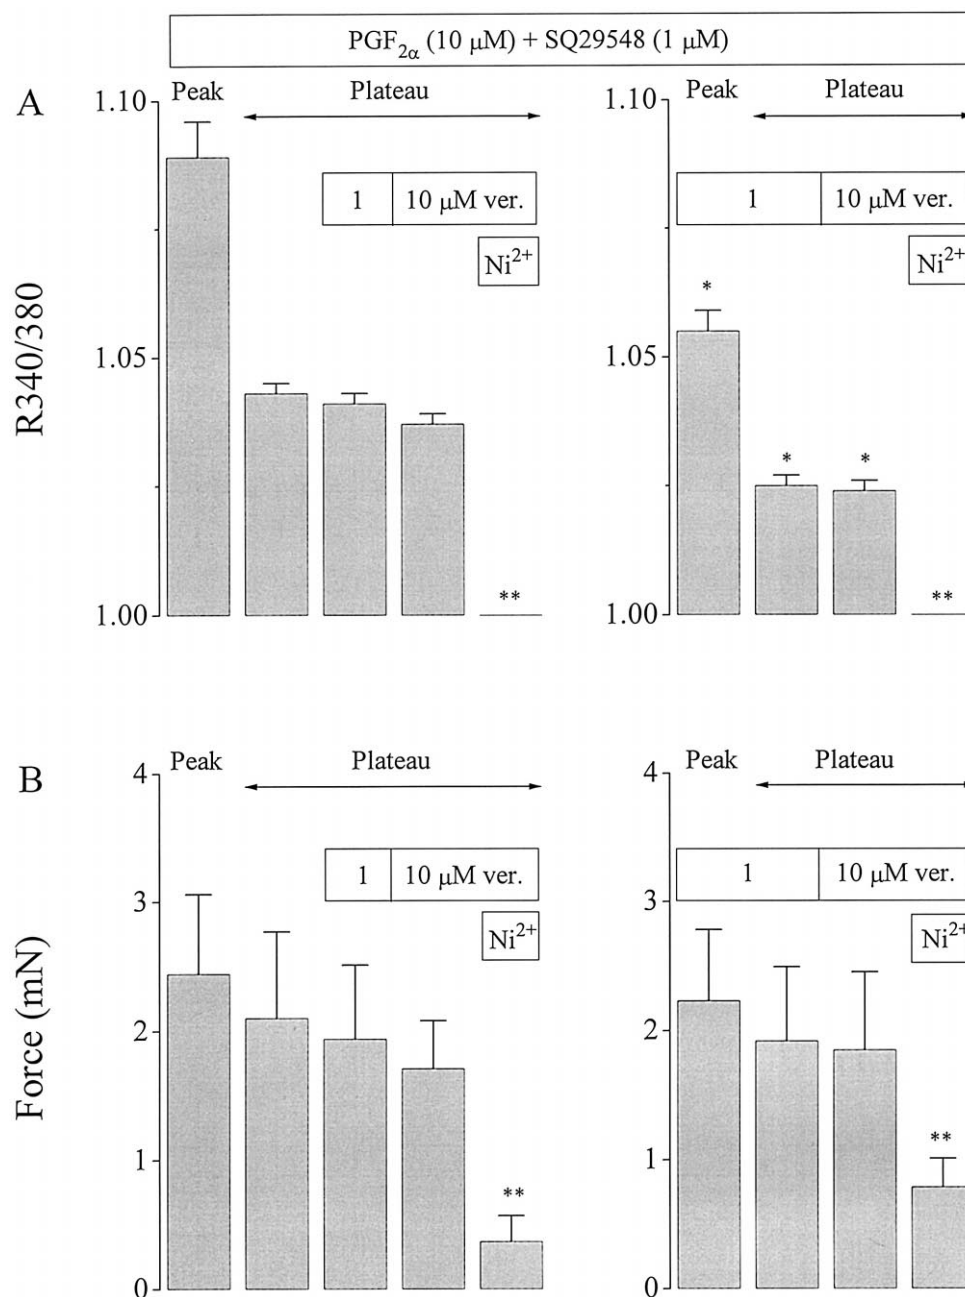 PGF2α (10 μM) + SQ29548 (1 μM)
A
Peak Plateau
Peak Plateau
1.10
1.10
1 10 μM ver.
1 10 μM ver.
Ni2+
Ni2+
*
R340/380
1.05
1.05
* *
**
**
1.00
1.00
B
Peak Plateau
Peak Plateau
4
4
1 10 μM ver.
1 10 μM ver.
3
3
Ni2+
Ni2+
Force (mN)
2
2
**
**
1
1
0
0